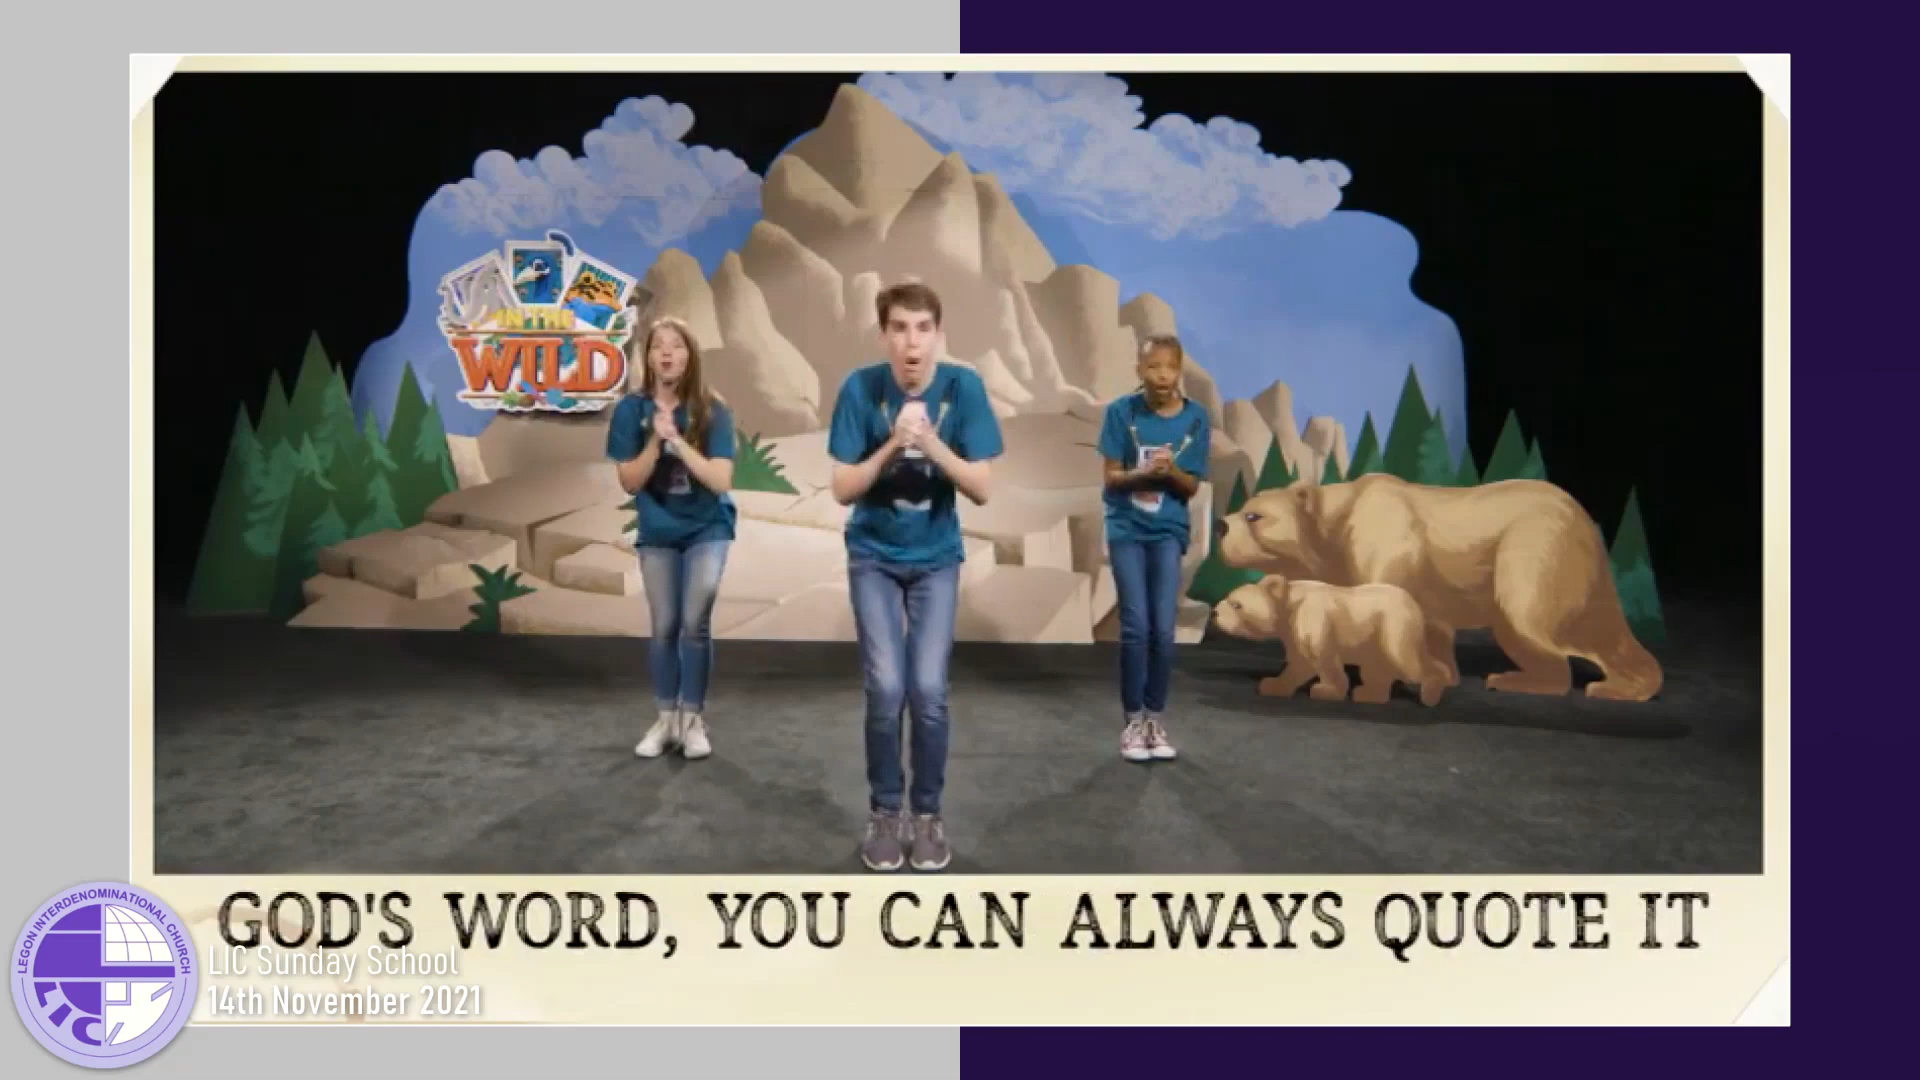 IN THE
WILD
GOD'S WORD, YOU CAN ALWAYS QUOTE IT
LEGON INTERDENOMINATIONAL CHURCH
LIC
LIC Sunday School
14th November 2021